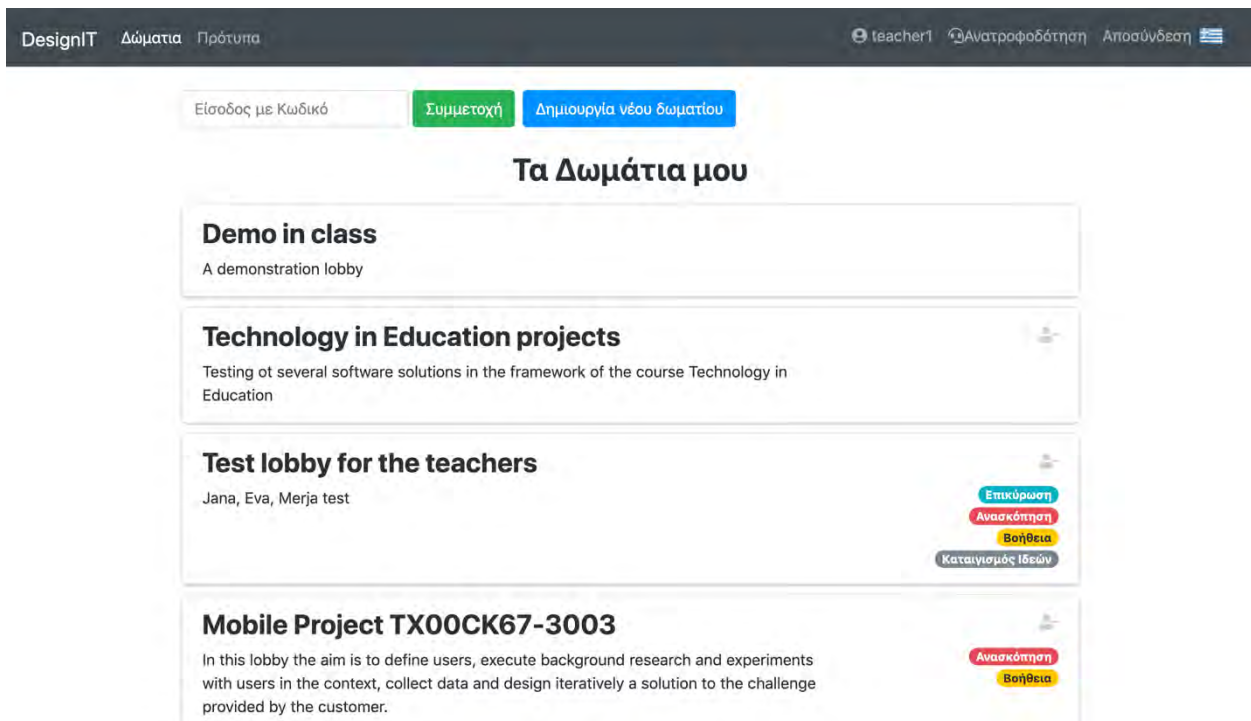 DesignIT Δώματια Πρότυπα teacher1 Ανατροφοδότηση Αποσύνδεση
Είσοδος με Κωδικό Συμμετοχή Δημιουργία νέου δωματίου
Τα Δωμάτια μου
Demo in class
A demonstration lobby
Technology in Education projects
Testing ot several software solutions in the framework of the course Technology in
Education
Test lobby for the teachers
Jana, Eva, Merja test
Επικύρωση
Ανασκόπηση
Βοήθεια
Καταιγισμός Ιδεών
Mobile Project TX00CK67-3003
In this lobby the aim is to define users, execute background research and experiments
with users in the context, collect data and design iteratively a solution to the challenge
provided by the customer.
Ανασκόπηση
Βοήθεια